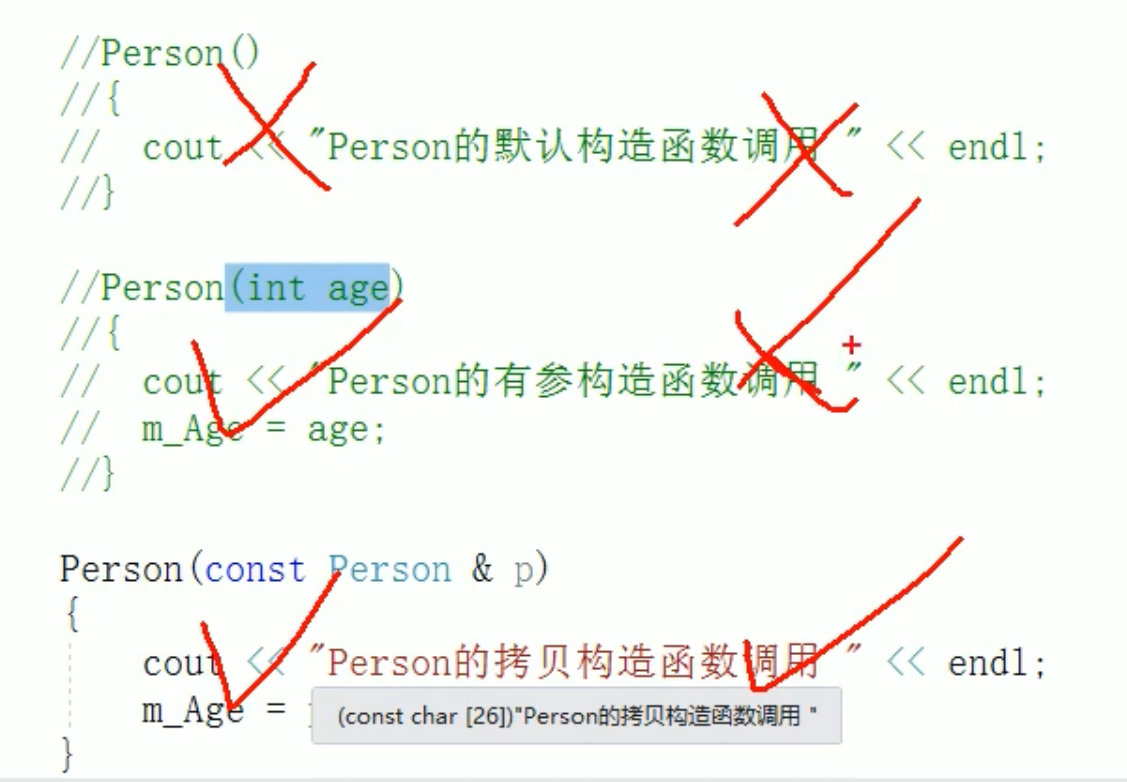 //Person()
//{
// cout << "Person的默认构造函数调用 " << endl;
//}
//Person(int age)
//{
// cout << "Person的有参构造函数调用 " << endl;
// m_Age = age;
//}
Person(const Person & p)
{
cout << "Person的拷贝构造函数调用 " << endl;
m_Age =
(const char [26])"Person的拷贝构造函数调用 "
}